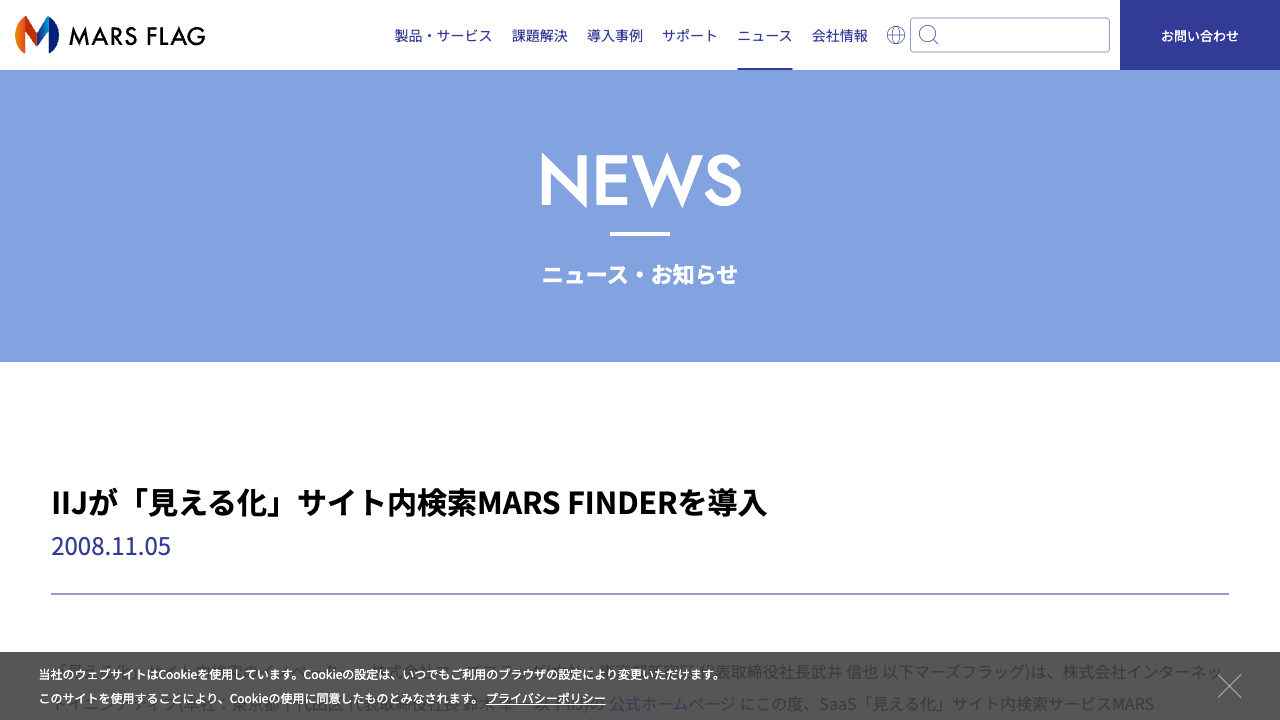 MARS FLAG
製品・サービス 課題解決 導入事例 サポート ニュース 会社情報
お問い合わせ
NEWS
ニュース・お知らせ
IIJが「見える化」サイト内検索MARS FINDERを導入
2008.11.05
代表取締役社長武井 信也 以下マーズフラッグ)は、株式会社インターネッ
当社のウェブサイトはCookieを使用しています。Cookieの設定は、いつでもご利用のブラウザの設定により変更いただけます。
このサイトを使用することにより、Cookieの使用に同意したものとみなされます。 プライバシーポリシー
公式ホームページ にこの度、SaaS「見える化」サイト内検索サービスMARS